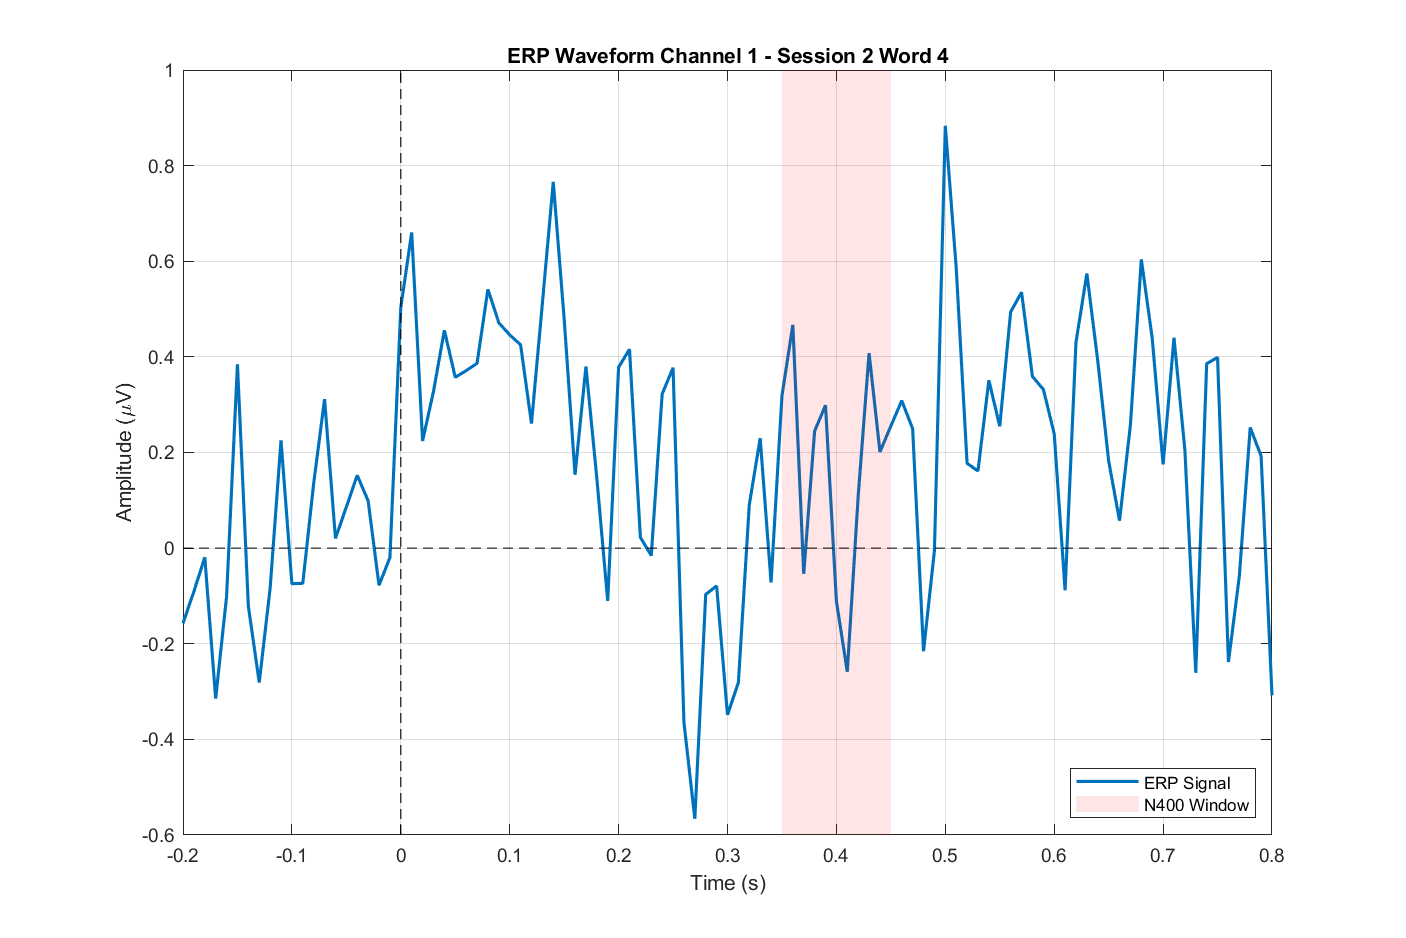 ERP Waveform Channel 1 - Session 2 Word 4
1
0.8
0.6
0.4
0.2
0
-0.2
-0.4
-0.6
Amplitude (μV)
-0.2 -0.1 0 0.1 0.2 0.3 0.4 0.5 0.6 0.7 0.8
Time (s)
ERP Signal
N400 Window